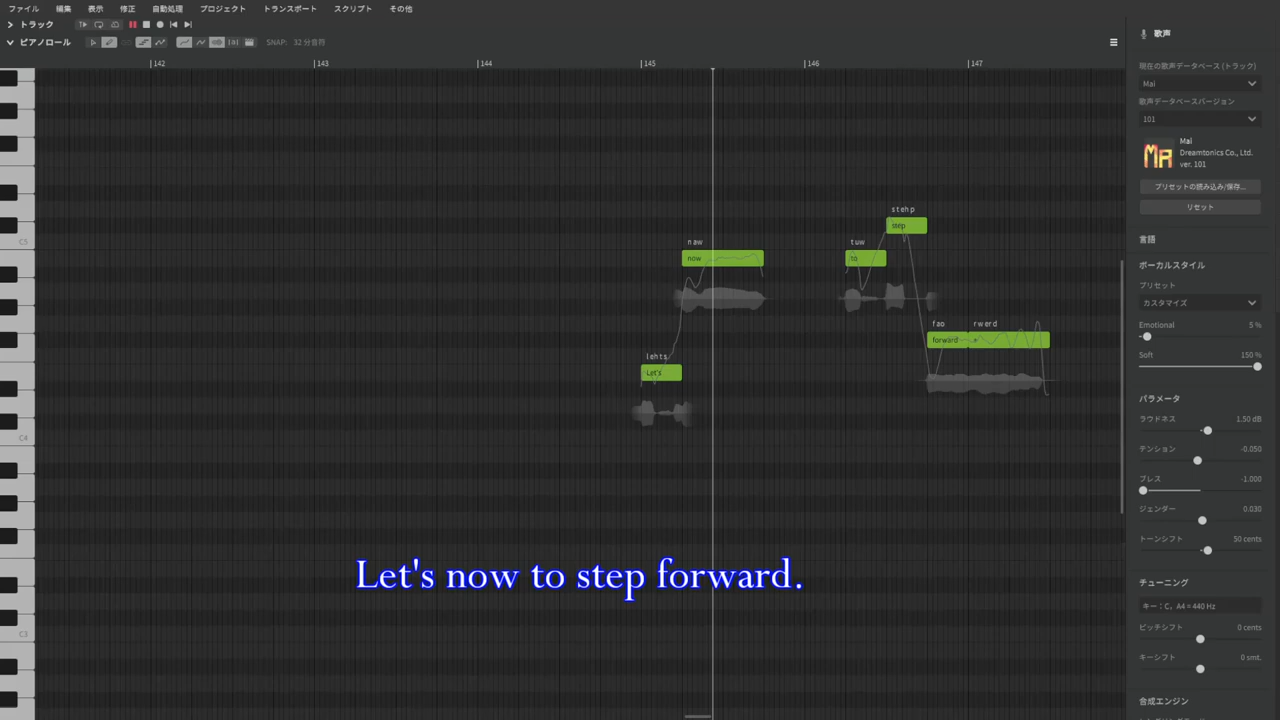 ファイル 編集 表示 修正 自動処理 プロジェクト トランスポート スクリプト その他
トラック
ピアノロール SNAP: 32 分音符
142 143 144 145 146 147
C5
C4
C3
stehp
step
naw tuw
now to
fao rwerd
forward
lehts
Let's
Let's now to step forward.
歌声
現在の歌声データベース (トラック)
Mai
歌声データベースバージョン
101
Mai
Dreamtonics Co., Ltd.
ver. 101
プリセットの読み込み/保存...
リセット
言語
ボーカルスタイル
プリセット
カスタマイズ
Emotional 5 %
Soft 150 %
パラメータ
ラウドネス 1.50 dB
テンション -0.050
ブレス -1.000
ジェンダー 0.030
トーンシフト 50 cents
チューニング
キー : C, A4 = 440 Hz
ピッチシフト 0 cents
キーシフト 0 smt.
合成エンジン